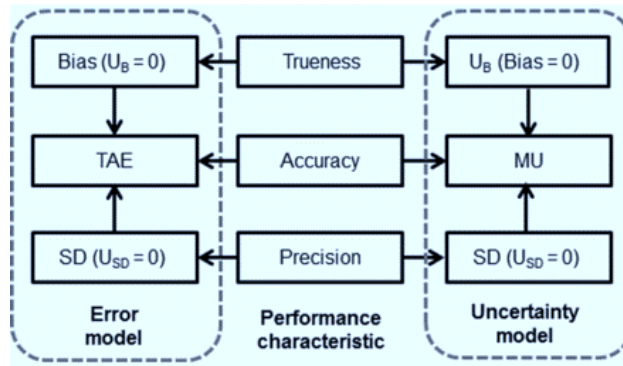 Bias (U_B = 0)
Trueness
U_B (Bias = 0)
TAE
Accuracy
MU
SD (U_SD = 0)
Precision
SD (U_SD = 0)
Error
model
Performance
characteristic
Uncertainty
model